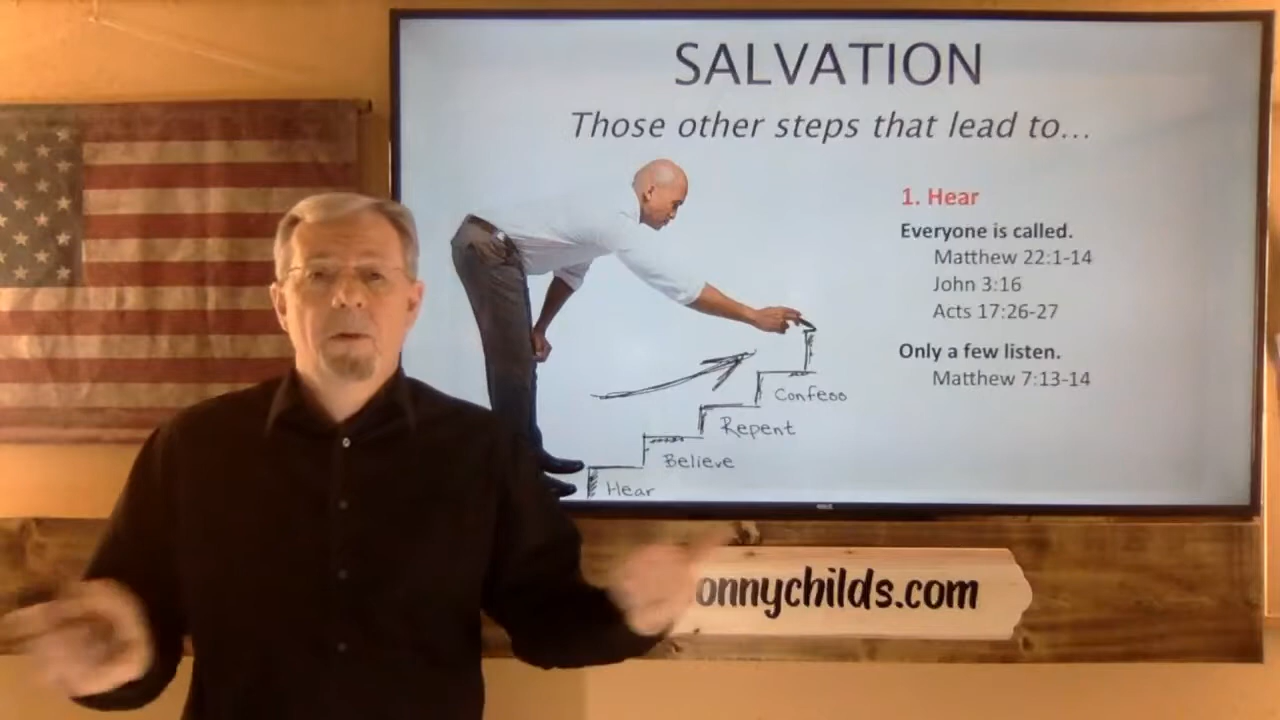 SALVATION
Those other steps that lead to...
1. Hear
Everyone is called.
Matthew 22:1-14
John 3:16
Acts 17:26-27
Only a few listen.
Matthew 7:13-14
Confess
Repent
Believe
Hear
onnychilds.com